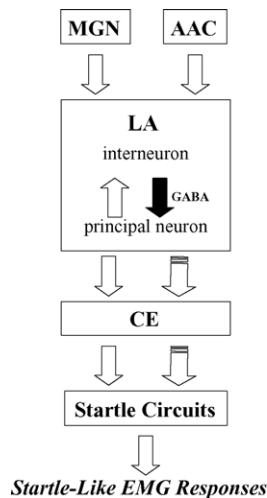 MGN AAC
LA
interneuron
GABA
principal neuron
CE
Startle Circuits
Startle-Like EMG Responses